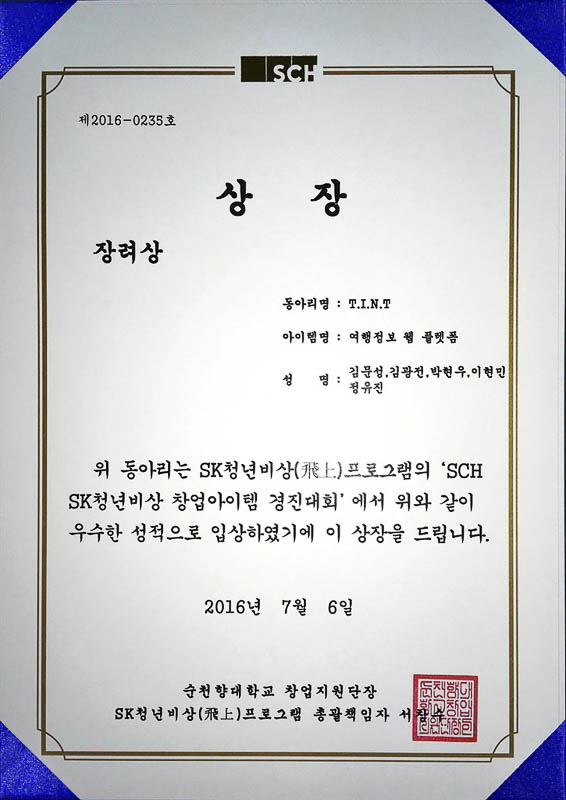 SCH
제2016-0235호
상 장
장려상
동아리명 : T.I.N.T
아이템명 : 여행정보 웹 플렛폼
성 명 : 김문성,김광전,박현우,이현민
정유진
위 동아리는 SK청년비상(飛上)프로그램의 ‘SCH
SK청년비상 창업아이템 경진대회’에서 위와 같이
우수한 성적으로 입상하였기에 이 상장을 드립니다.
2016년 7월 6일
순천향대학교 창업지원단장
SK청년비상(飛上)프로그램 총괄책임자 서창수